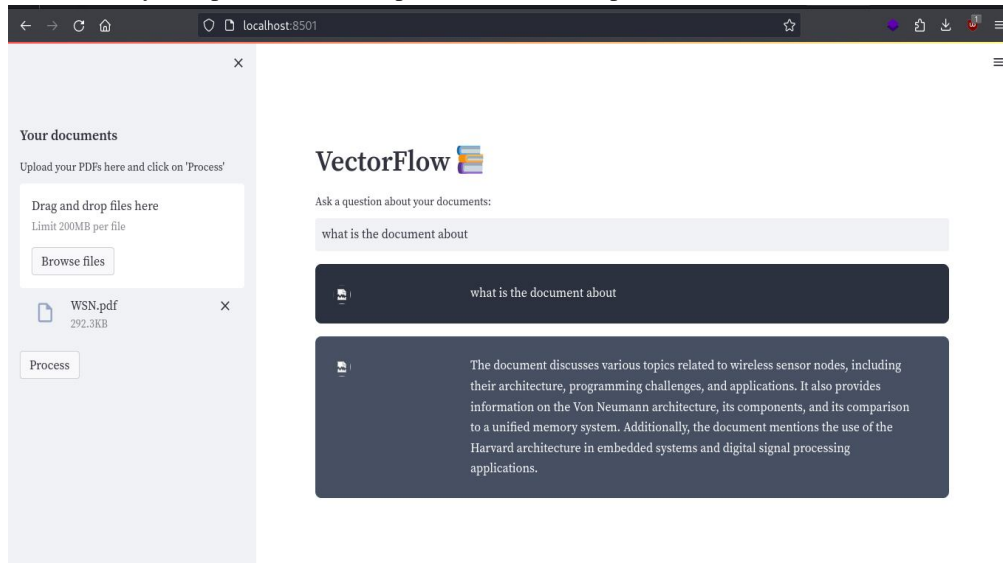 localhost:8501
1
Your documents
Upload your PDFs here and click on 'Process'
Drag and drop files here
Limit 200MB per file
Browse files
WSN.pdf
292.3KB
Process
VectorFlow
Ask a question about your documents:
what is the document about
what is the document about
The document discusses various topics related to wireless sensor nodes, including
their architecture, programming challenges, and applications. It also provides
information on the Von Neumann architecture, its components, and its comparison
to a unified memory system. Additionally, the document mentions the use of the
Harvard architecture in embedded systems and digital signal processing
applications.